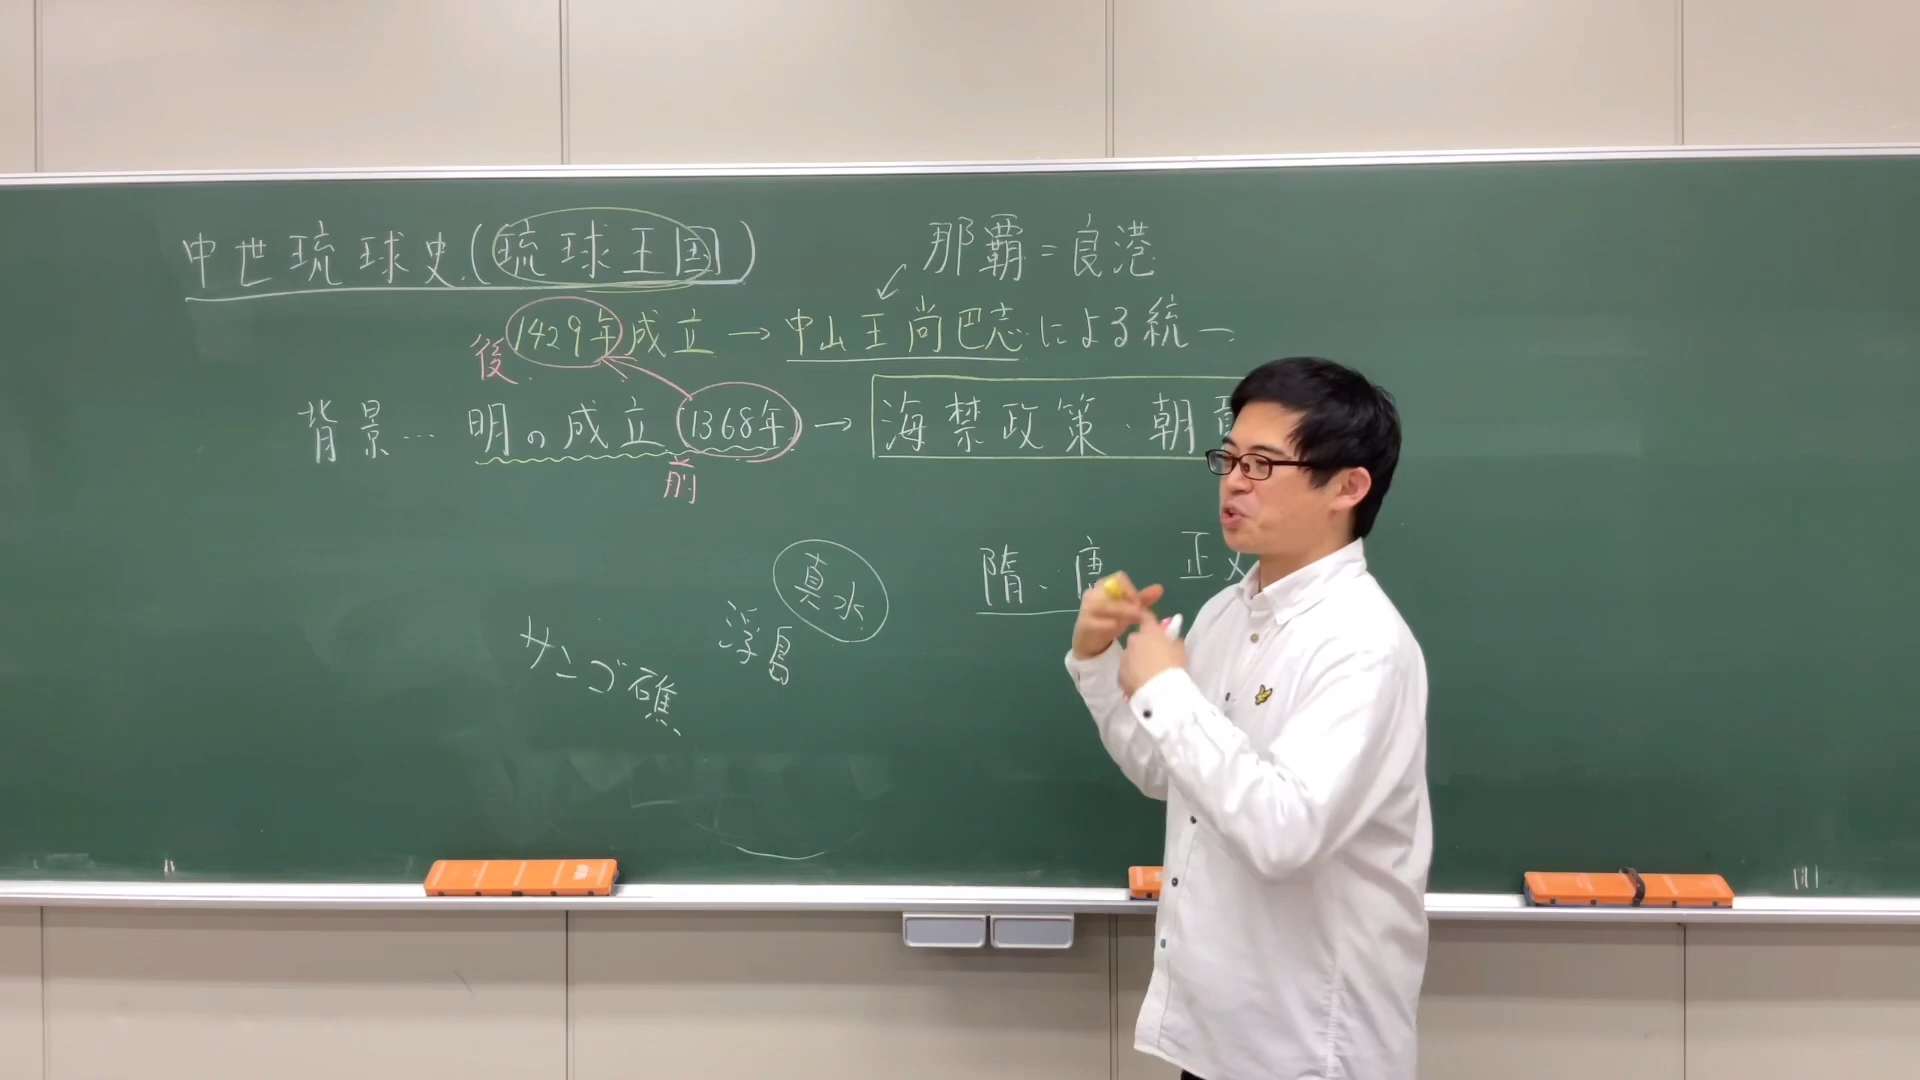 中世琉球史(琉球王国)
那覇=良港
後 1429年成立→中山王尚巴志による統一
背景… 明の成立 1368年→海禁政策・朝貢
前
隋、唐 正
真水
浮島
サンゴ礁